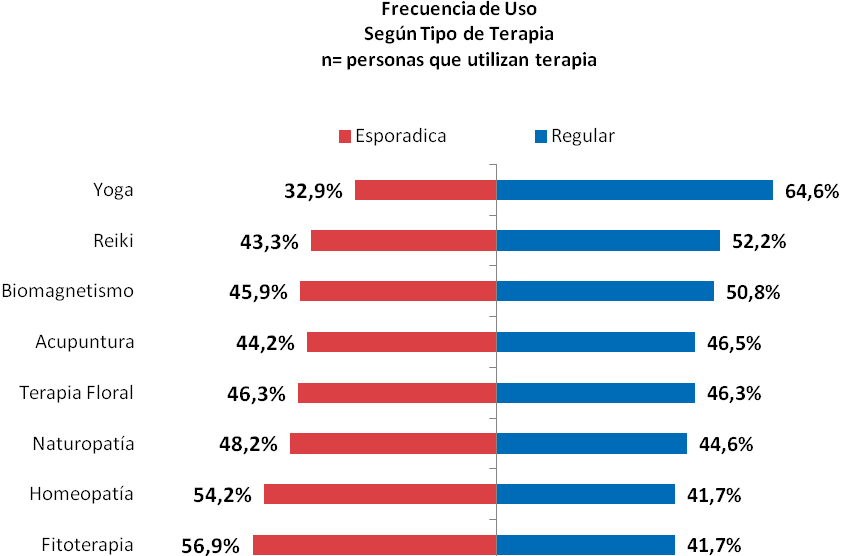 Frecuencia de Uso
Según Tipo de Terapia
n= personas que utilizan terapia
Esporadica Regular
Yoga 32,9% 64,6%
Reiki 43,3% 52,2%
Biomagnetismo 45,9% 50,8%
Acupuntura 44,2% 46,5%
Terapia Floral 46,3% 46,3%
Naturopatía 48,2% 44,6%
Homeopatía 54,2% 41,7%
Fitoterapia 56,9% 41,7%